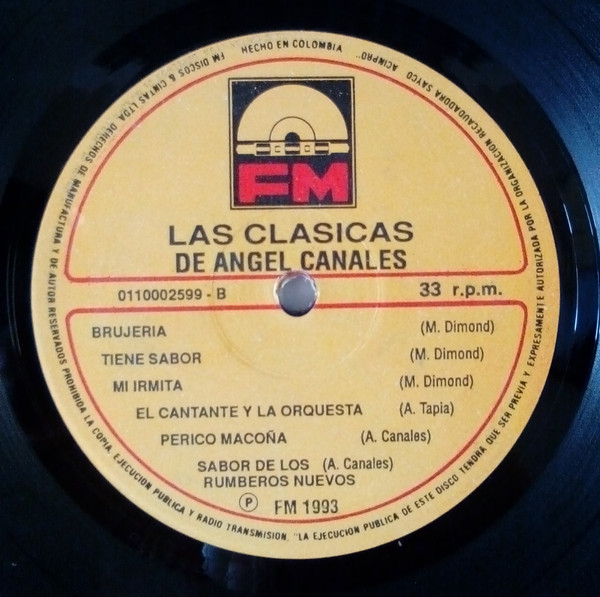 FM
LAS CLASICAS
DE ANGEL CANALES
0110002599 - B
33 r.p.m.
BRUJERIA (M. Dimond)
TIENE SABOR (M. Dimond)
MI IRMITA (M. Dimond)
EL CANTANTE Y LA ORQUESTA (A. Tapia)
PERICO MACOÑA (A. Canales)
SABOR DE LOS (A. Canales)
RUMBEROS NUEVOS
Ⓟ FM 1993
HECHO EN COLOMBIA
FM DISCOS & CINTAS LTDA. DERECHOS DE MANUFACTURA Y DE AUTOR RESERVADOS PROHIBIDA LA COPIA, EJECUCION PUBLICA Y RADIO TRANSMISION. "LA EJECUCION PUBLICA DE ESTE DISCO TENDRA QUE SER PREVIA Y EXPRESAMENTE AUTORIZADA POR LA ORGANIZACION RECAUDADORA SAYCO ACINPRO".